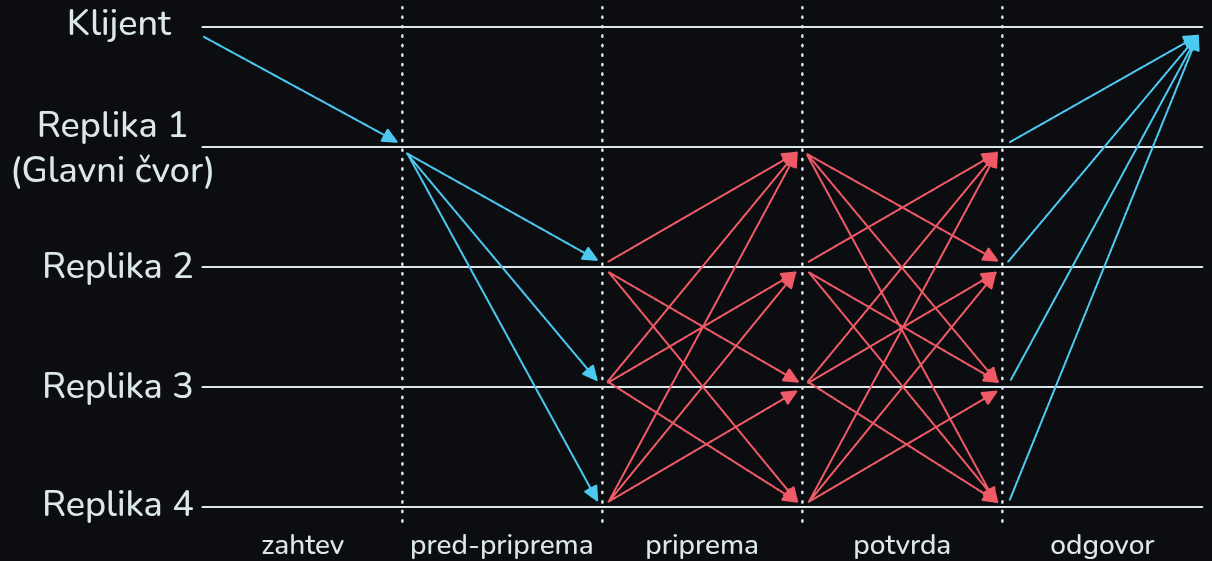 Klijent
Replika 1
(Glavni čvor)
Replika 2
Replika 3
Replika 4
zahtev pred-priprema priprema potvrda odgovor